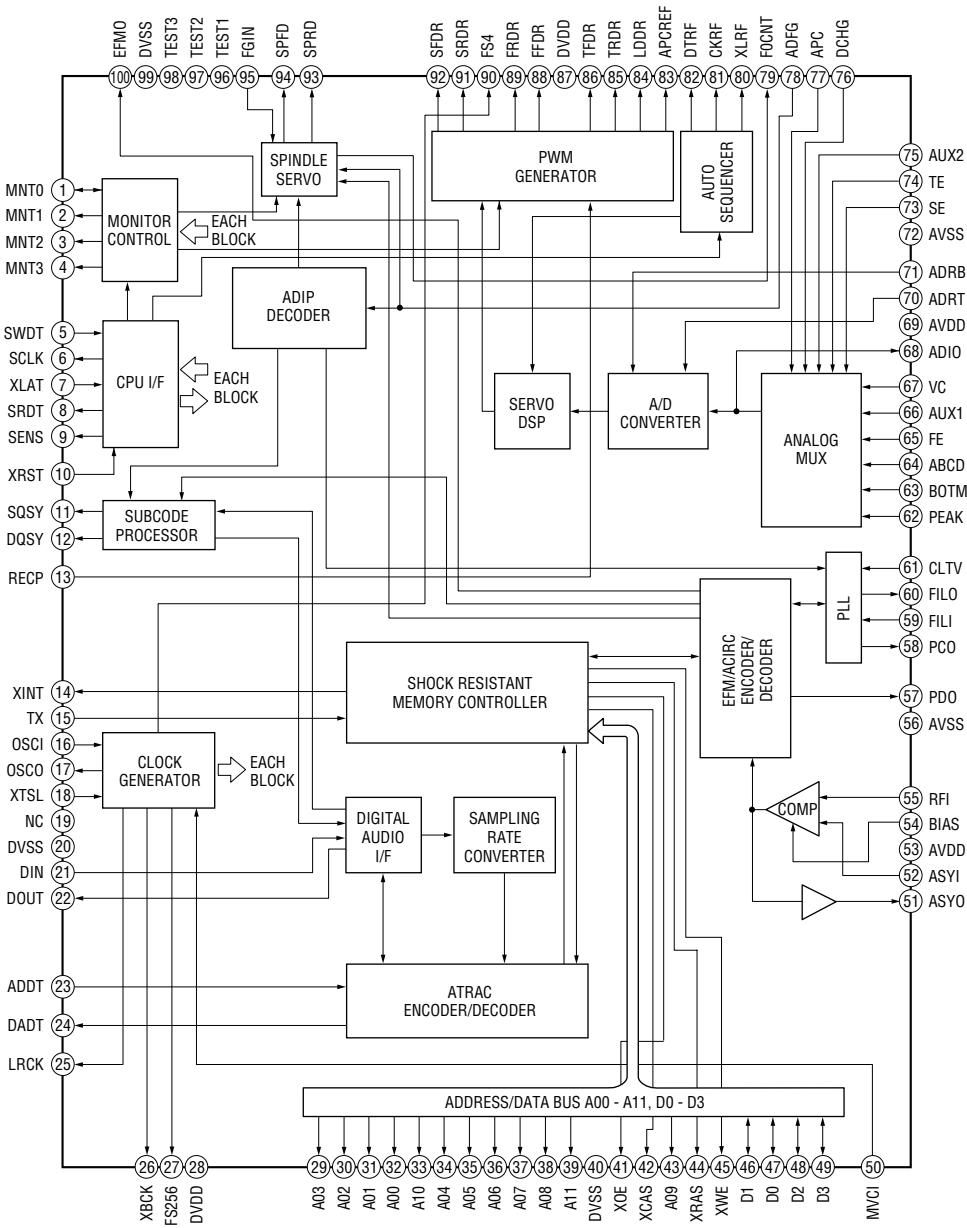 EFMO
DVSS
TEST3
TEST2
TEST1
FGIN
SPFD
SPRD
SFDR
SRDR
FS4
FRDR
FFDR
DVDD
TFDR
TRDR
LDDR
APCREF
DTRF
CKRF
XLRF
F0CNT
ADFG
APC
DCHG
100
99
98
97
96
95
94
93
92
91
90
89
88
87
86
85
84
83
82
81
80
79
78
77
76
MNT0 1
MNT1 2
MNT2 3
MNT3 4
SWDT 5
SCLK 6
XLAT 7
SRDT 8
SENS 9
XRST 10
SQSY 11
DQSY 12
RECP 13
XINT 14
TX 15
OSCI 16
OSCO 17
XTSL 18
NC 19
DVSS 20
DIN 21
DOUT 22
ADDT 23
DADT 24
LRCK 25
MONITOR
CONTROL
EACH
BLOCK
SPINDLE
SERVO
PWM
GENERATOR
AUTO
SEQUENCER
ADIP
DECODER
CPU I/F
EACH
BLOCK
SERVO
DSP
A/D
CONVERTER
ANALOG
MUX
SUBCODE
PROCESSOR
PLL
EFM/ACIRC
ENCODER/
DECODER
SHOCK RESISTANT
MEMORY CONTROLLER
CLOCK
GENERATOR
EACH
BLOCK
DIGITAL
AUDIO
I/F
SAMPLING
RATE
CONVERTER
COMP
ATRAC
ENCODER/DECODER
ADDRESS/DATA BUS A00 - A11, D0 - D3
75 AUX2
74 TE
73 SE
72 AVSS
71 ADRB
70 ADRT
69 AVDD
68 ADIO
67 VC
66 AUX1
65 FE
64 ABCD
63 BOTM
62 PEAK
61 CLTV
60 FILO
59 FILI
58 PCO
57 PDO
56 AVSS
55 RFI
54 BIAS
53 AVDD
52 ASYI
51 ASYO
26
27
28
29
30
31
32
33
34
35
36
37
38
39
40
41
42
43
44
45
46
47
48
49
50
XBCK
FS256
DVDD
A03
A02
A01
A00
A10
A04
A05
A06
A07
A08
A11
DVSS
XOE
XCAS
A09
XRAS
XWE
D1
D0
D2
D3
MVCI